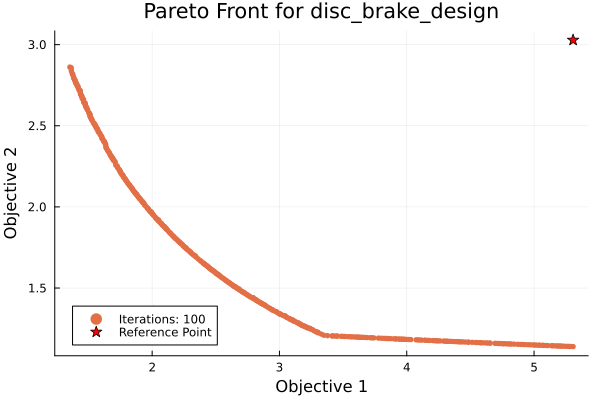 Pareto Front for disc_brake_design
Objective 2
3.0
2.5
2.0
1.5
Iterations: 100
Reference Point
2 3 4 5
Objective 1